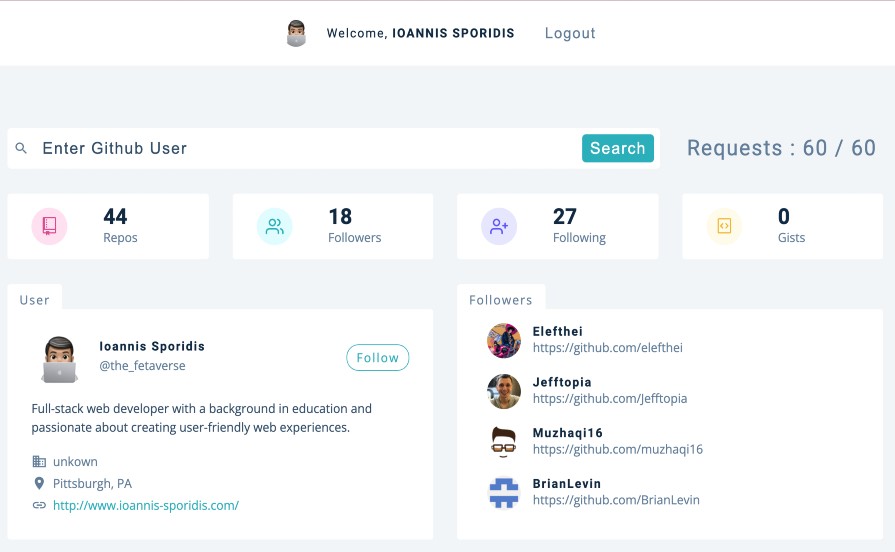 Welcome, IOANNIS SPORIDIS
Logout
Enter Github User
Search
Requests : 60 / 60
44
Repos
18
Followers
27
Following
0
Gists
User
Ioannis Sporidis
@the_fetaverse
Follow
Full-stack web developer with a background in education and
passionate about creating user-friendly web experiences.
unkown
Pittsburgh, PA
http://www.ioannis-sporidis.com/
Followers
Elefthei
https://github.com/elefthei
Jefftopia
https://github.com/Jefftopia
Muzhaqi16
https://github.com/muzhaqi16
BrianLevin
https://github.com/BrianLevin